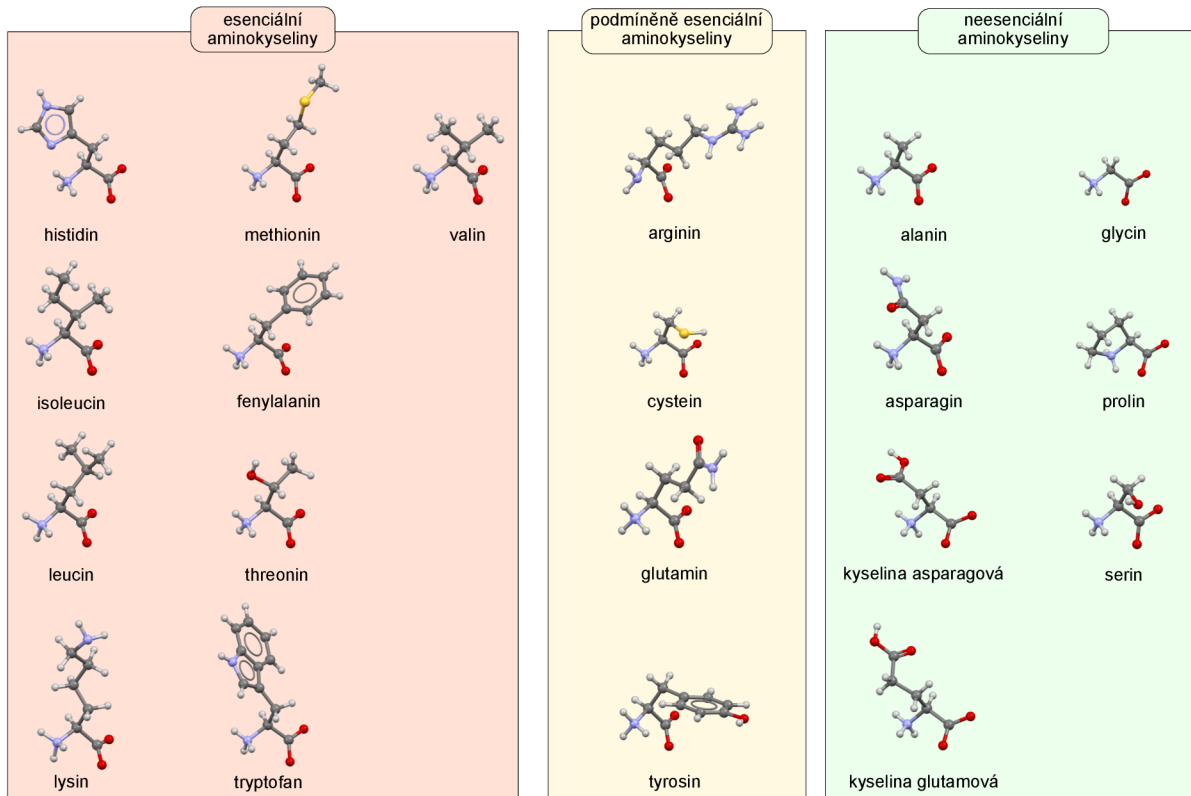 esenciální
aminokyseliny
podmíněně esenciální
aminokyseliny
neesenciální
aminokyseliny
histidin
methionin
valin
arginin
alanin
glycin
isoleucin
fenylalanin
cystein
asparagin
prolin
leucin
threonin
glutamin
kyselina asparagová
serin
lysin
tryptofan
tyrosin
kyselina glutamová